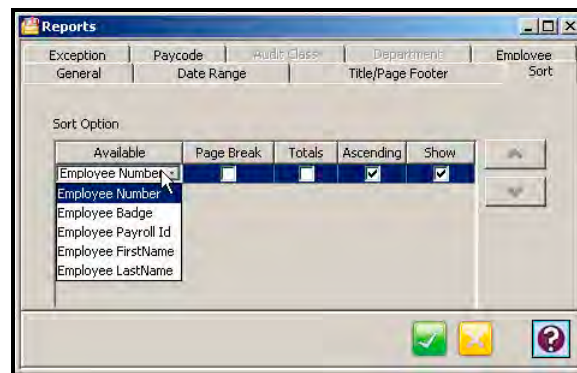 Reports
Exception Paycode Audit Class Department Employee
General Date Range Title/Page Footer Sort
Sort Option
Available Page Break Totals Ascending Show
Employee Number
Employee Number
Employee Badge
Employee Payroll Id
Employee FirstName
Employee LastName